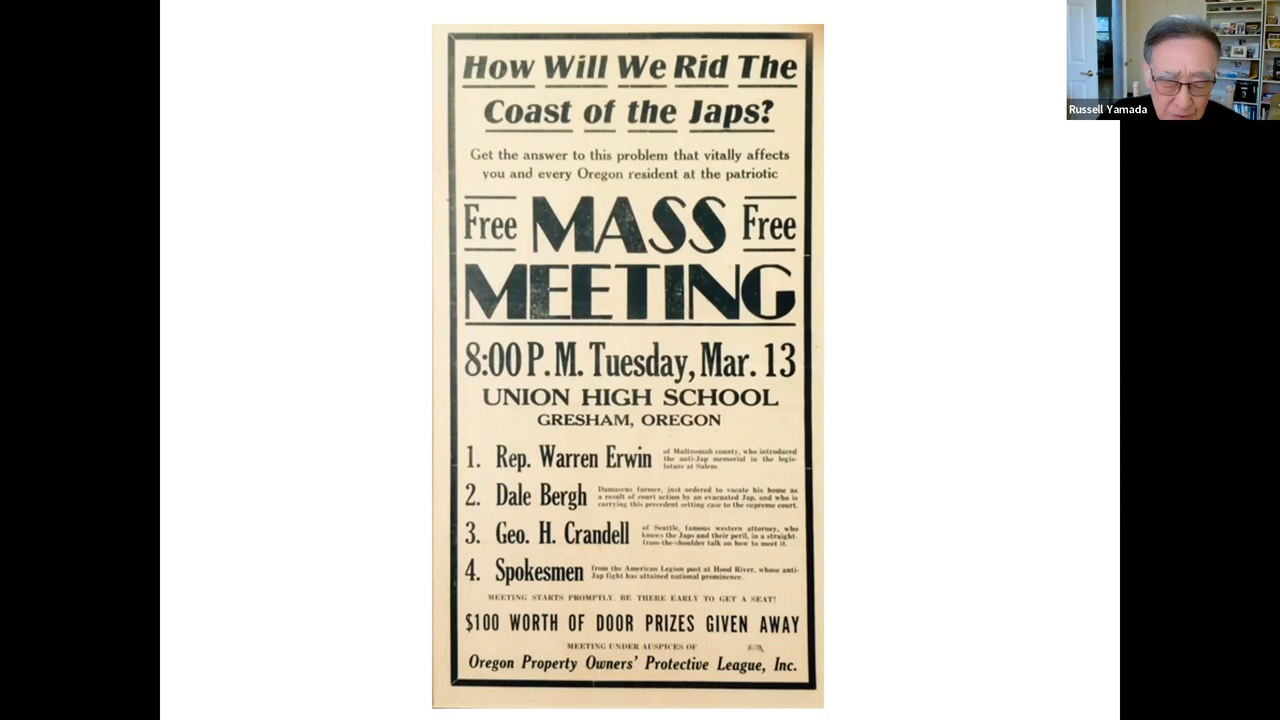 How Will We Rid The
Coast of the Japs?
Get the answer to this problem that vitally affects
you and every Oregon resident at the patriotic
Free MASS Free
MEETING
8:00 P.M. Tuesday, Mar. 13
UNION HIGH SCHOOL
GRESHAM, OREGON
1. Rep. Warren Erwin of Multnomah county, who introduced
the anti-Jap memorial in the legis-
lature at Salem.
2. Dale Bergh Damascus farmer, just ordered to vacate his home as
a result of court action by an evacuated Jap, and who is
carrying this precedent setting case to the supreme court.
3. Geo. H. Crandell of Seattle, famous western attorney, who
knows the Japs and their peril, in a straight-
from-the-shoulder talk on how to meet it.
4. Spokesmen from the American Legion post at Hood River, whose anti-
Jap fight has attained national prominence.
MEETING STARTS PROMPTLY. BE THERE EARLY TO GET A SEAT!
$100 WORTH OF DOOR PRIZES GIVEN AWAY
MEETING UNDER AUSPICES OF
Oregon Property Owners' Protective League, Inc.
Russell Yamada